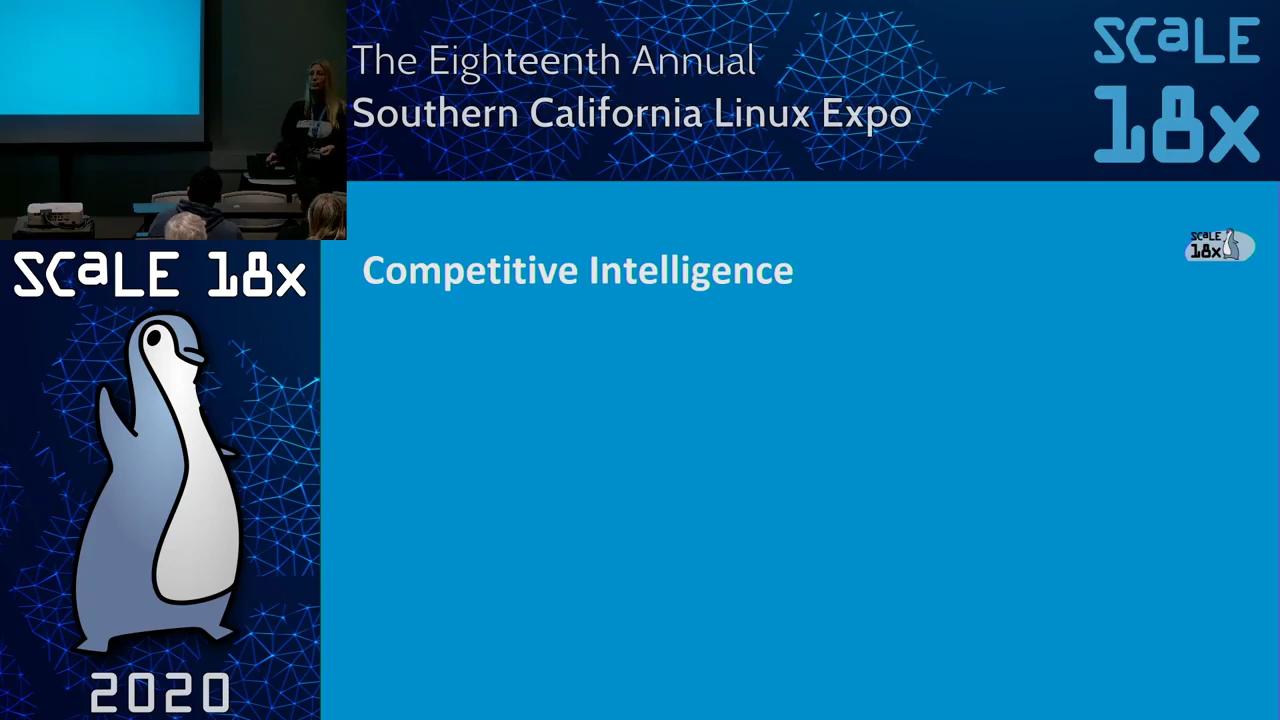 The Eighteenth Annual
Southern California Linux Expo
SCaLE
18x
SCaLE 18x
2020
Competitive Intelligence
SCaLE
18x